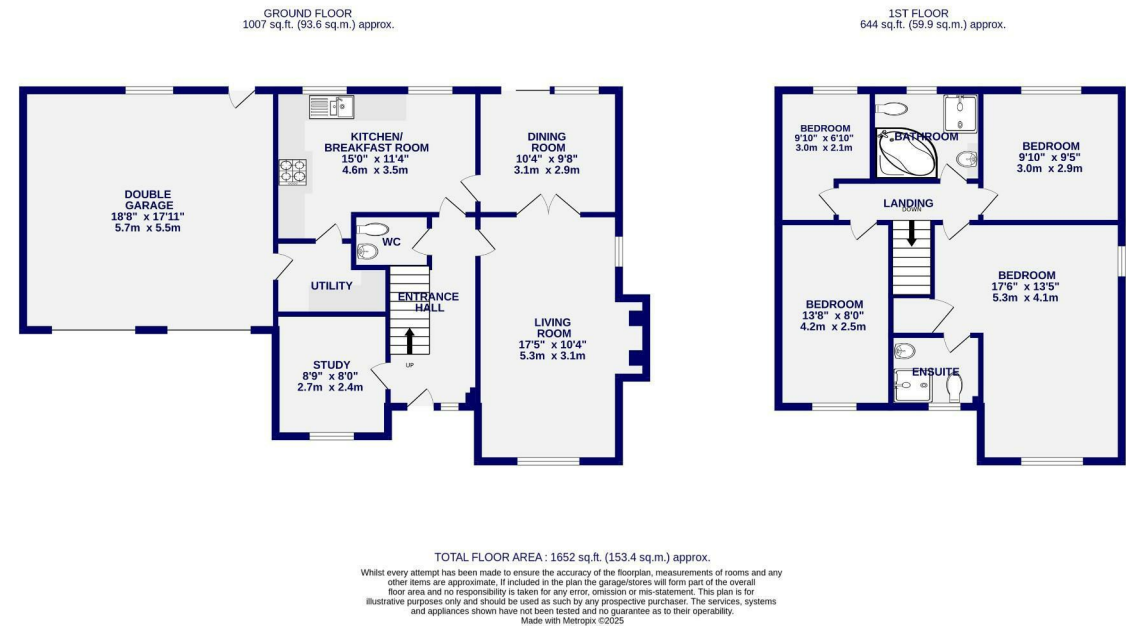 GROUND FLOOR
1007 sq.ft. (93.6 sq.m.) approx.
1ST FLOOR
644 sq.ft. (59.9 sq.m.) approx.
DOUBLE
GARAGE
18'8" x 17'11"
5.7m x 5.5m
KITCHEN/
BREAKFAST ROOM
15'0" x 11'4"
4.6m x 3.5m
DINING
ROOM
10'4" x 9'8"
3.1m x 2.9m
WC
UTILITY
ENTRANCE
HALL
UP
STUDY
8'9" x 8'0"
2.7m x 2.4m
LIVING
ROOM
17'5" x 10'4"
5.3m x 3.1m
BEDROOM
9'10" x 6'10"
3.0m x 2.1m
BATHROOM
BEDROOM
9'10" x 9'5"
3.0m x 2.9m
LANDING
DOWN
BEDROOM
13'8" x 8'0"
4.2m x 2.5m
BEDROOM
17'6" x 13'5"
5.3m x 4.1m
ENSUITE
TOTAL FLOOR AREA : 1652 sq.ft. (153.4 sq.m.) approx.
Whilst every attempt has been made to ensure the accuracy of the floorplan, measurements of rooms and any
other items are approximate, If included in the plan the garage/stores will form part of the overall
floor area and no responsibility is taken for any error, omission or mis-statement. This plan is for
illustrative purposes only and should be used as such by any prospective purchaser. The services, systems
and appliances shown have not been tested and no guarantee as to their operability.
Made with Metropix ©2025